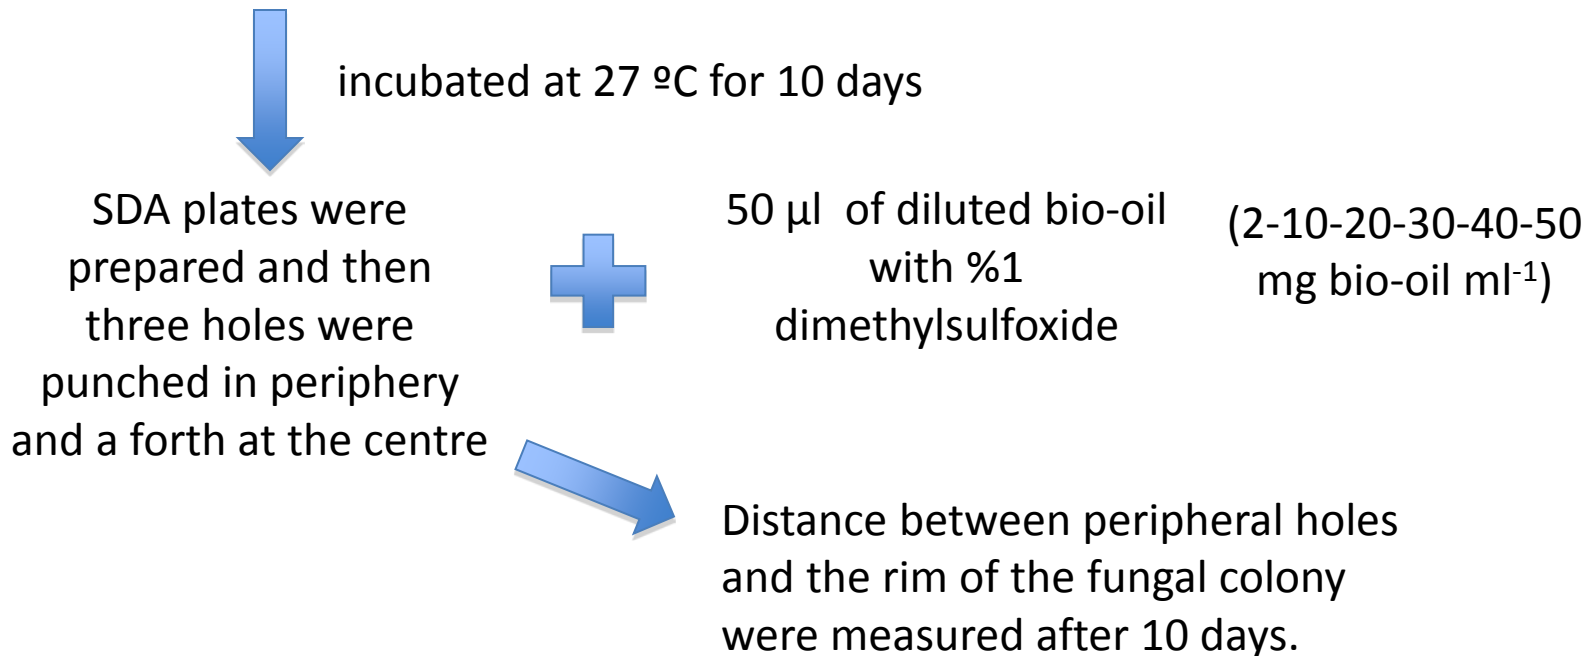 incubated at 27 ºC for 10 days
SDA plates were
prepared and then
three holes were
punched in periphery
and a forth at the centre
50 µl  of diluted bio-oil
with %1
dimethylsulfoxide
(2-10-20-30-40-50
mg bio-oil ml⁻¹)
Distance between peripheral holes
and the rim of the fungal colony
were measured after 10 days.